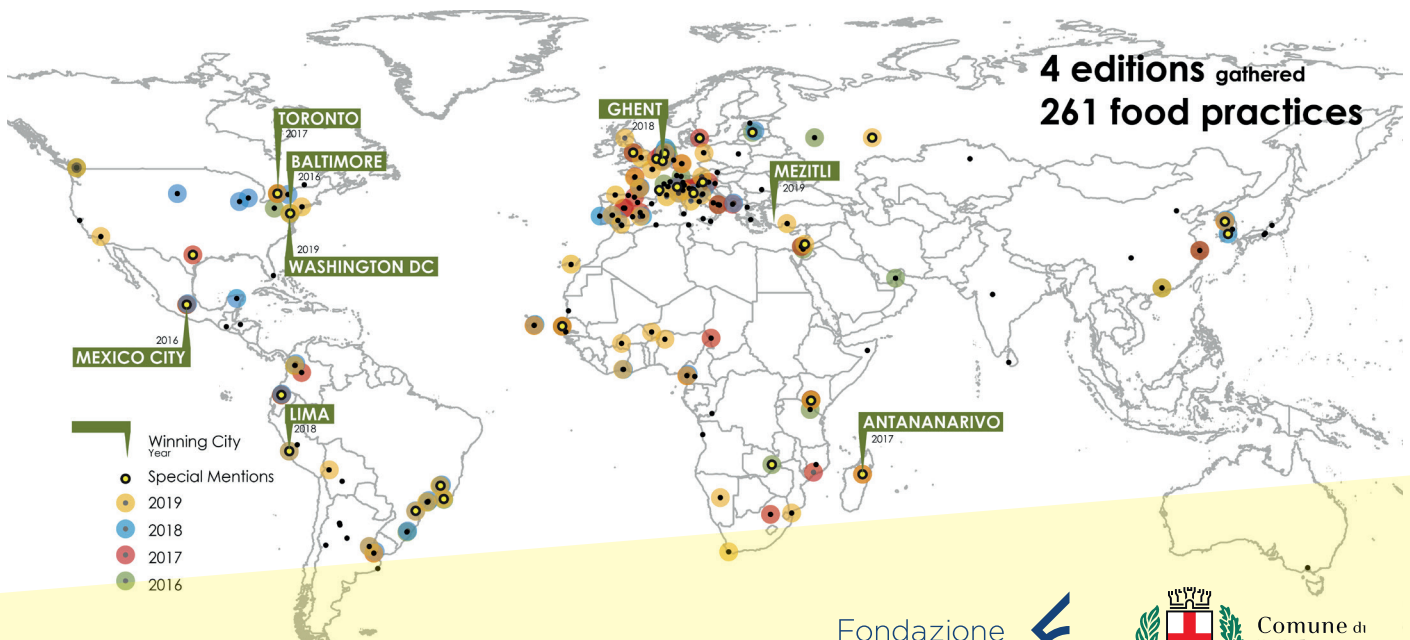 4 editions gathered
261 food practices
TORONTO
2017
BALTIMORE
2016
2019
WASHINGTON DC
2016
MEXICO CITY
GHENT
2018
MEZITLI
2019
LIMA
2018
ANTANANARIVO
2017
Winning City
Year
Special Mentions
2019
2018
2017
2016
Fondazione
Comune di